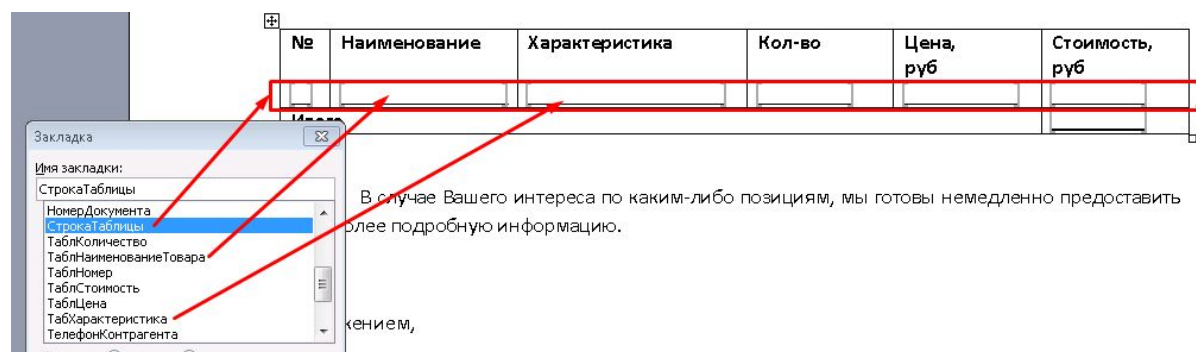 № Наименование Характеристика Кол-во Цена, Стоимость,
руб руб
Закладка
Имя закладки:
СтрокаТаблицы
НомерДокумента
СтрокаТаблицы
ТаблКоличество
ТаблНаименованиеТовара
ТаблНомер
ТаблСтоимость
ТаблЦена
ТабХарактеристика
ТелефонКонтрагента
В случае Вашего интереса по каким-либо позициям, мы готовы немедленно предоставить
более подробную информацию.